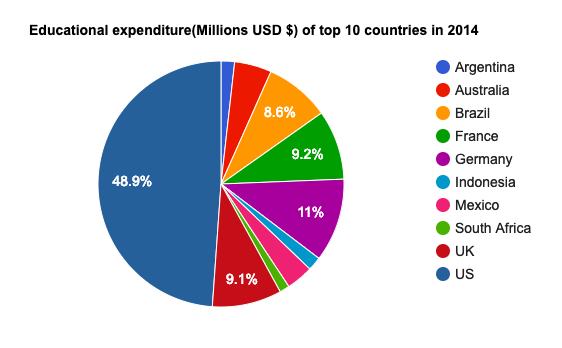 Educational expenditure(Millions USD $) of top 10 countries in 2014
Argentina
Australia
Brazil
France
Germany
Indonesia
Mexico
South Africa
UK
US
8.6%
9.2%
11%
9.1%
48.9%